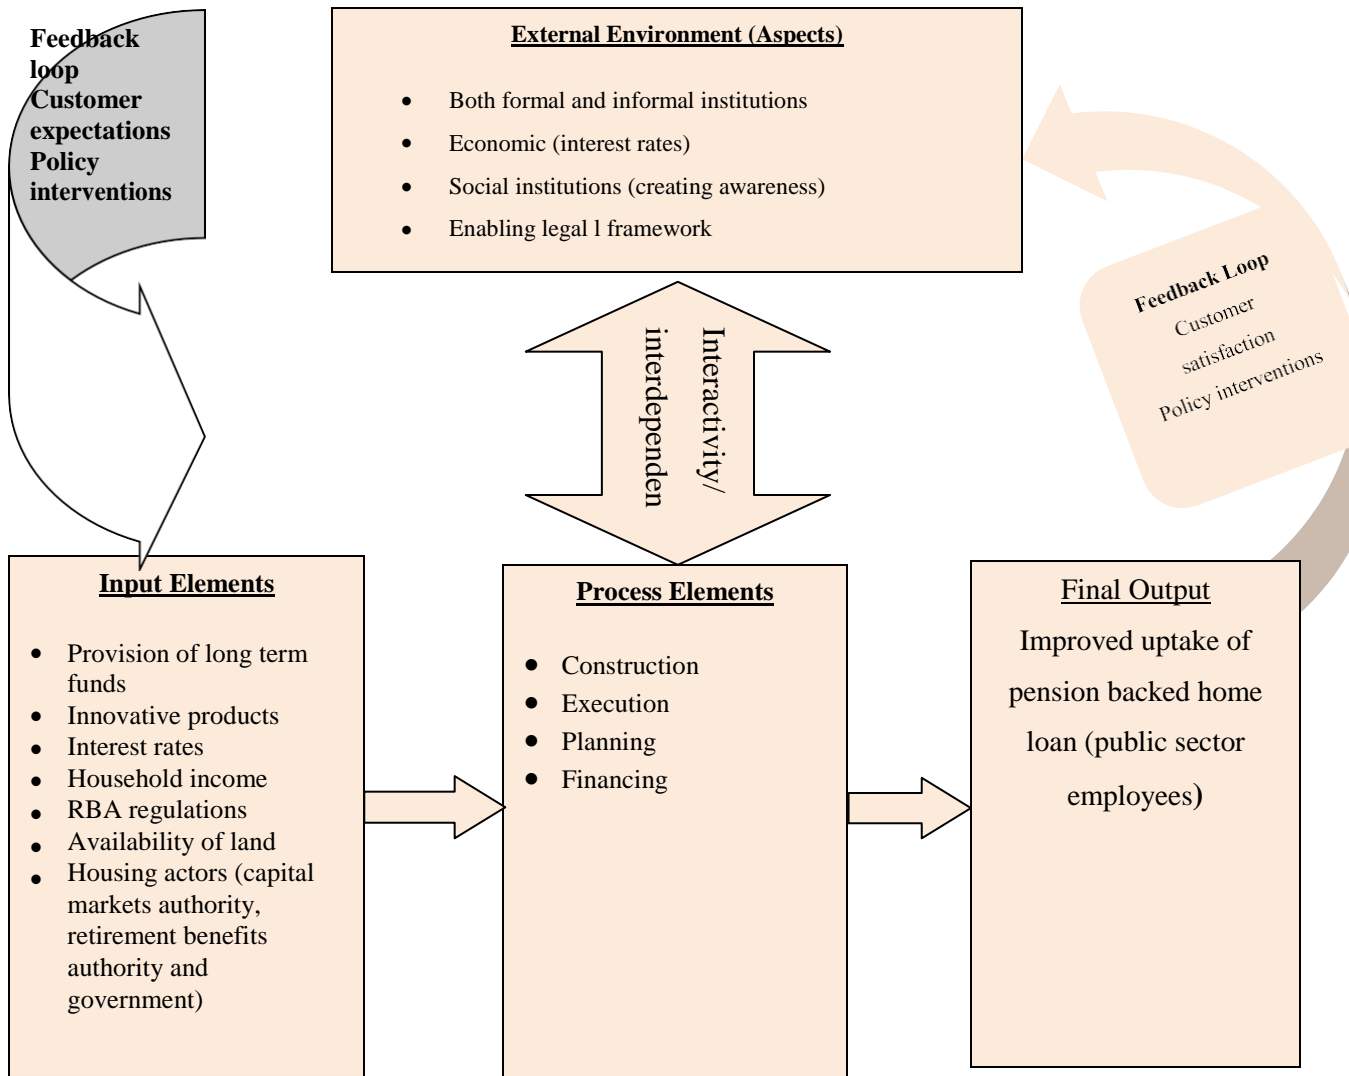 Feedback
loop
Customer
expectations
Policy
interventions
External Environment (Aspects)
• Both formal and informal institutions
• Economic (interest rates)
• Social institutions (creating awareness)
• Enabling legal l framework
Feedback Loop
Customer
satisfaction
Policy interventions
Interactivity/
interdependen
Input Elements
• Provision of long term
funds
• Innovative products
• Interest rates
• Household income
• RBA regulations
• Availability of land
• Housing actors (capital
markets authority,
retirement benefits
authority and
government)
Process Elements
• Construction
• Execution
• Planning
• Financing
Final Output
Improved uptake of
pension backed home
loan (public sector
employees)